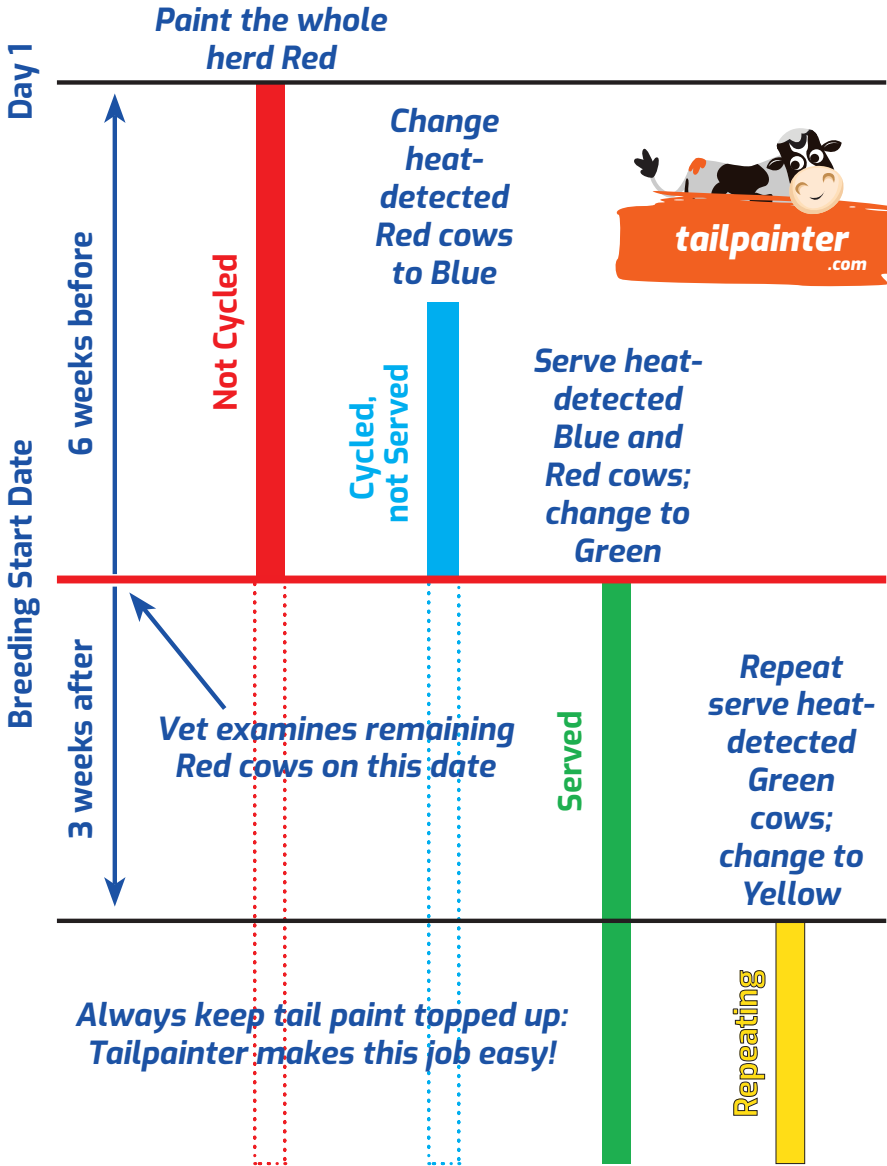 Paint the whole
herd Red
Day 1
Change
heat-
detected
Red cows
to Blue
tailpainter
.com
6 weeks before
Not Cycled
Cycled,
not Served
Serve heat-
detected
Blue and
Red cows;
change to
Green
Breeding Start Date
3 weeks after
Vet examines remaining
Red cows on this date
Served
Repeat
serve heat-
detected
Green
cows;
change to
Yellow
Always keep tail paint topped up:
Tailpainter makes this job easy!
Repeating